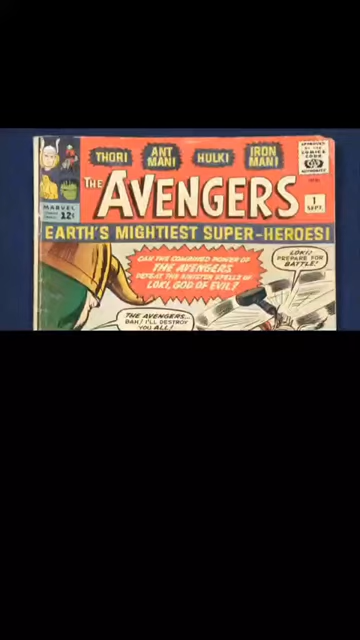 THOR! ANT MAN! HULK! IRON MAN!
APPROVED BY THE COMICS CODE AUTHORITY
MARVEL COMICS GROUP 12¢
THE AVENGERS
1 SEPT.
EARTH'S MIGHTIEST SUPER-HEROES!
CAN THE COMBINED POWER OF
THE AVENGERS
DEFEAT THE SINISTER SPELLS OF
LOKI, GOD OF EVIL?
LOKI!
PREPARE FOR
BATTLE!
THE AVENGERS..
BAH! I'LL DESTROY
YOU ALL!